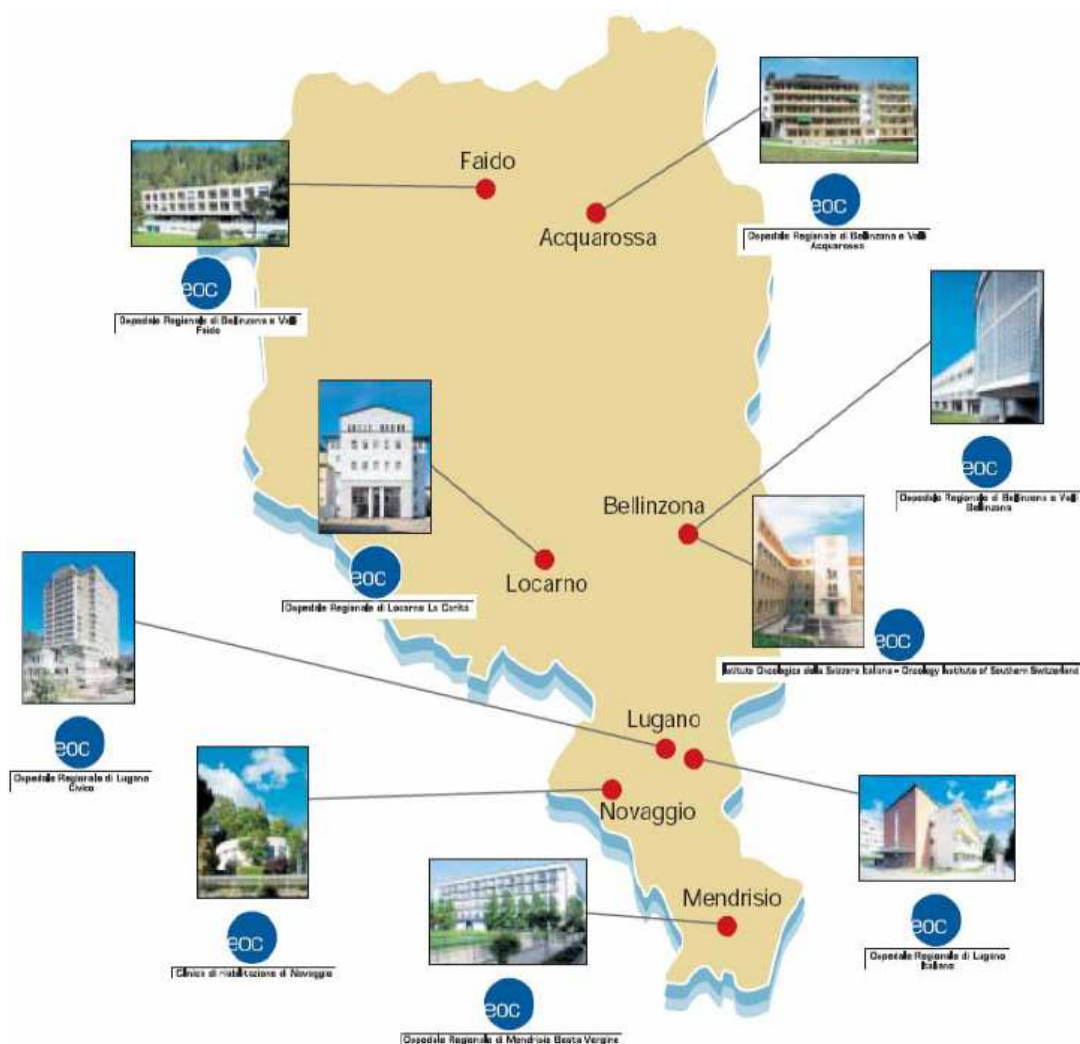 Faido
Acquarossa
eoc
Ospedale Regionale di Bellinzona e Valli
Acquarossa
eoc
Ospedale Regionale di Bellinzona e Valli
Faido
eoc
Ospedale Regionale di Bellinzona e Valli
Bellinzona
Bellinzona
Locarno
eoc
Ospedale Regionale di Locarno La Carità
eoc
Istituto Oncologico della Svizzera Italiana – Oncology Institute of Southern Switzerland
Lugano
eoc
Ospedale Regionale di Lugano
Civico
Novaggio
Mendrisio
eoc
Clinica di riabilitazione di Novaggio
eoc
Ospedale Regionale di Lugano
Italiano
eoc
Ospedale Regionale di Mendrisio Beata Vergine